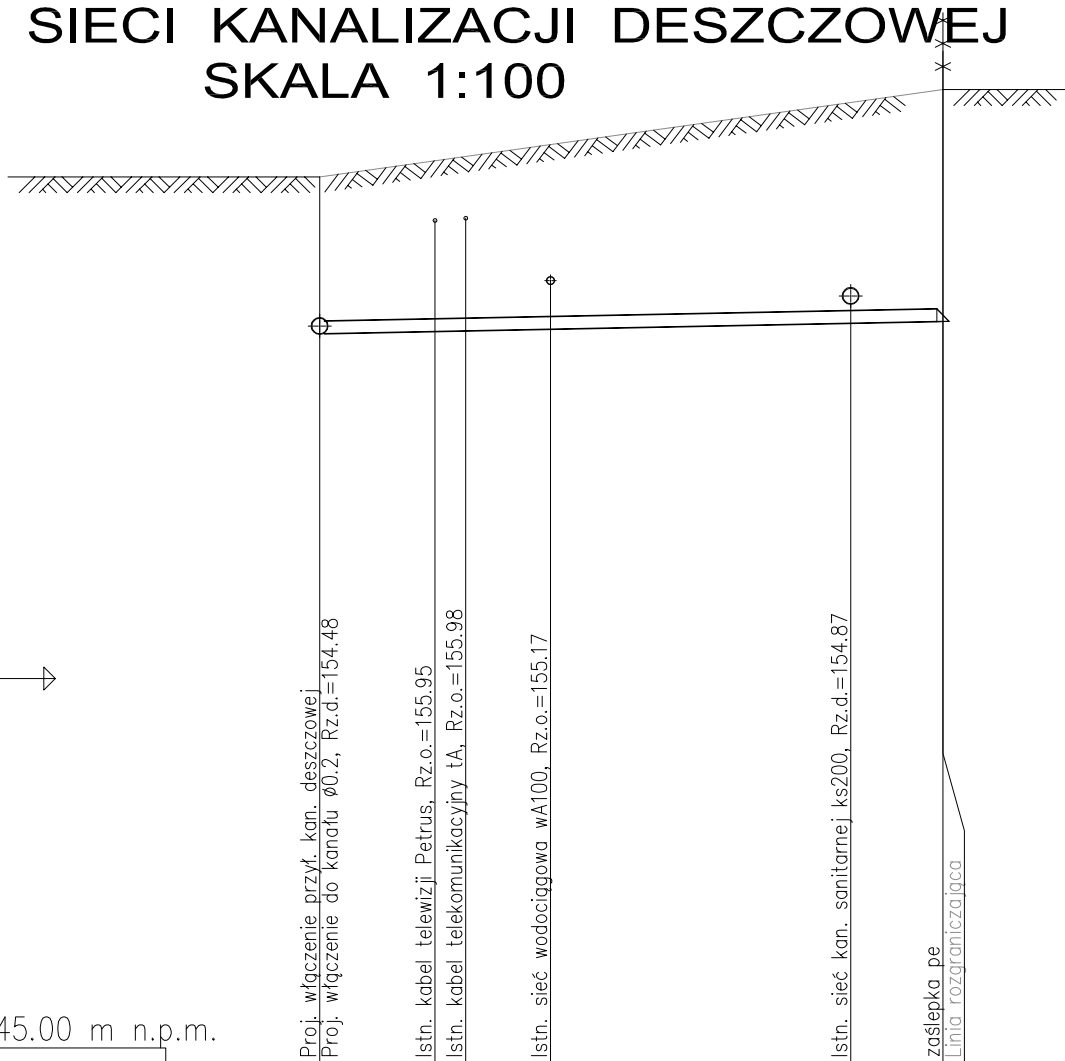 SIECI KANALIZACJI DESZCZOWEJ
SKALA 1:100
Proj. włączenie przył. kan. deszczowej
Proj. włączenie do kanału ø0.2, Rz.d.=154.48
Istn. kabel telewizji Petrus, Rz.o.=155.95
Istn. kabel telekomunikacyjny tA, Rz.o.=155.98
Istn. sieć wodociągowa wA100, Rz.o.=155.17
Istn. sieć kan. sanitarnej ks200, Rz.d.=154.87
zaślepka pe
Linia rozgraniczająca
45.00 m n.p.m.